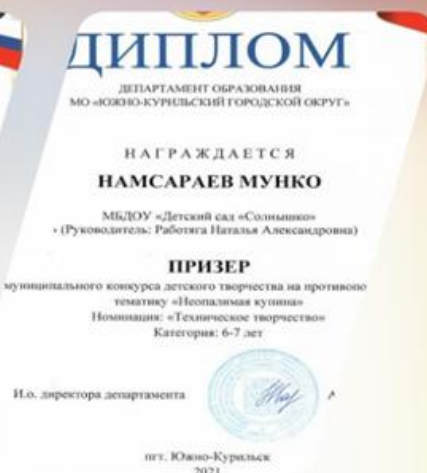 ДИПЛОМ
ДЕПАРТАМЕНТ ОБРАЗОВАНИЯ
МО «ЮЖНО-КУРИЛЬСКИЙ ГОРОДСКОЙ ОКРУГ»
НАГРАЖДАЕТСЯ
НАМСАРАЕВ МУНКО
МБДОУ «Детский сад «Солнышко»
(Руководитель: Работяга Наталья Александровна)
ПРИЗЕР
муниципального конкурса детского творчества на противопо
тематику «Неопалимая купина»
Номинация: «Техническое творчество»
Категория: 6-7 лет
И.о. директора департамента
пгт. Южно-Курильск
2021